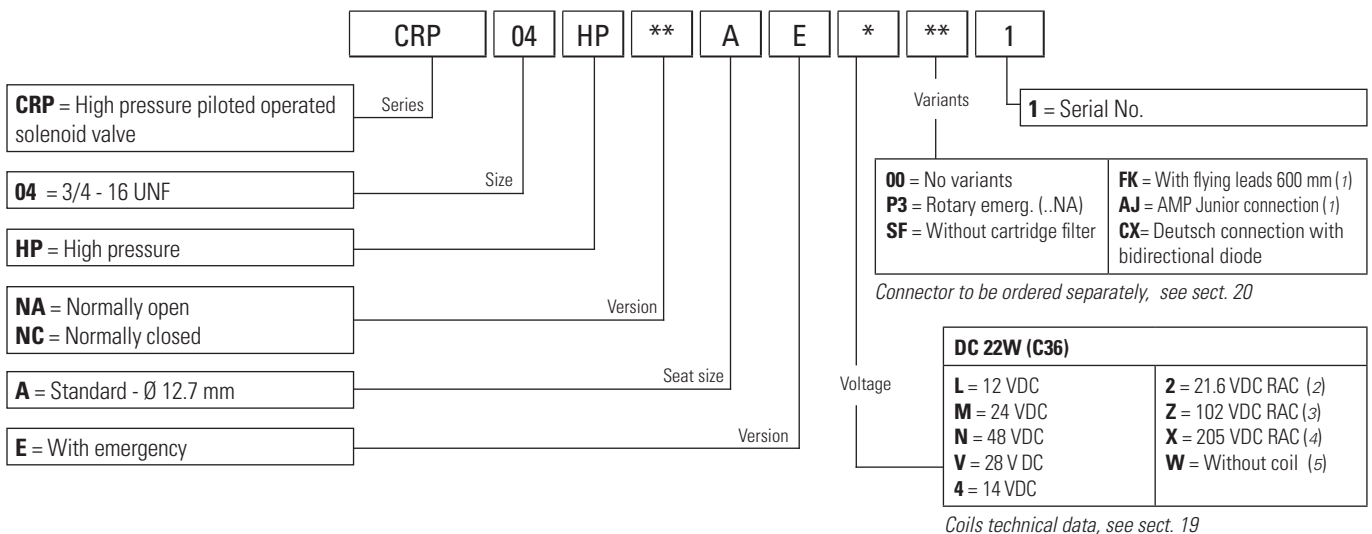 CRP 04 HP ** A E * ** 1
CRP = High pressure piloted operated
solenoid valve
Series
Variants
1 = Serial No.
04 = 3/4 - 16 UNF
Size
00 = No variants
P3 = Rotary emerg. (..NA)
SF = Without cartridge filter
FK = With flying leads 600 mm (1)
AJ = AMP Junior connection (1)
CX= Deutsch connection with
bidirectional diode
HP = High pressure
Connector to be ordered separately, see sect. 20
NA = Normally open
NC = Normally closed
Version
A = Standard - Ø 12.7 mm
Seat size
Voltage
E = With emergency
Version
DC 22W (C36)
L = 12 VDC
M = 24 VDC
N = 48 VDC
V = 28 V DC
4 = 14 VDC
2 = 21.6 VDC RAC (2)
Z = 102 VDC RAC (3)
X = 205 VDC RAC (4)
W = Without coil (5)
Coils technical data, see sect. 19